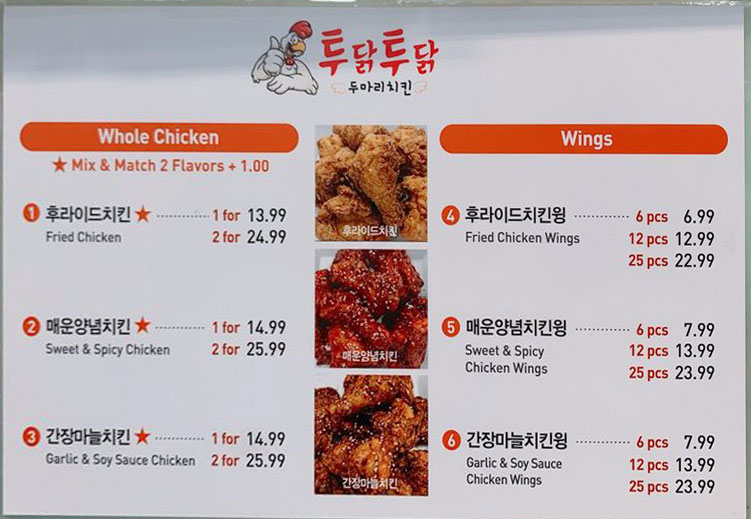 투닭투닭
두마리치킨
Whole Chicken
★ Mix & Match 2 Flavors + 1.00
1 후라이드치킨 ★ 1 for 13.99
Fried Chicken 2 for 24.99
2 매운양념치킨 ★ 1 for 14.99
Sweet & Spicy Chicken 2 for 25.99
3 간장마늘치킨 ★ 1 for 14.99
Garlic & Soy Sauce Chicken 2 for 25.99
후라이드치킨
매운양념치킨
간장마늘치킨
Wings
4 후라이드치킨윙 6 pcs 6.99
Fried Chicken Wings 12 pcs 12.99
25 pcs 22.99
5 매운양념치킨윙 6 pcs 7.99
Sweet & Spicy 12 pcs 13.99
Chicken Wings 25 pcs 23.99
6 간장마늘치킨윙 6 pcs 7.99
Garlic & Soy Sauce 12 pcs 13.99
Chicken Wings 25 pcs 23.99